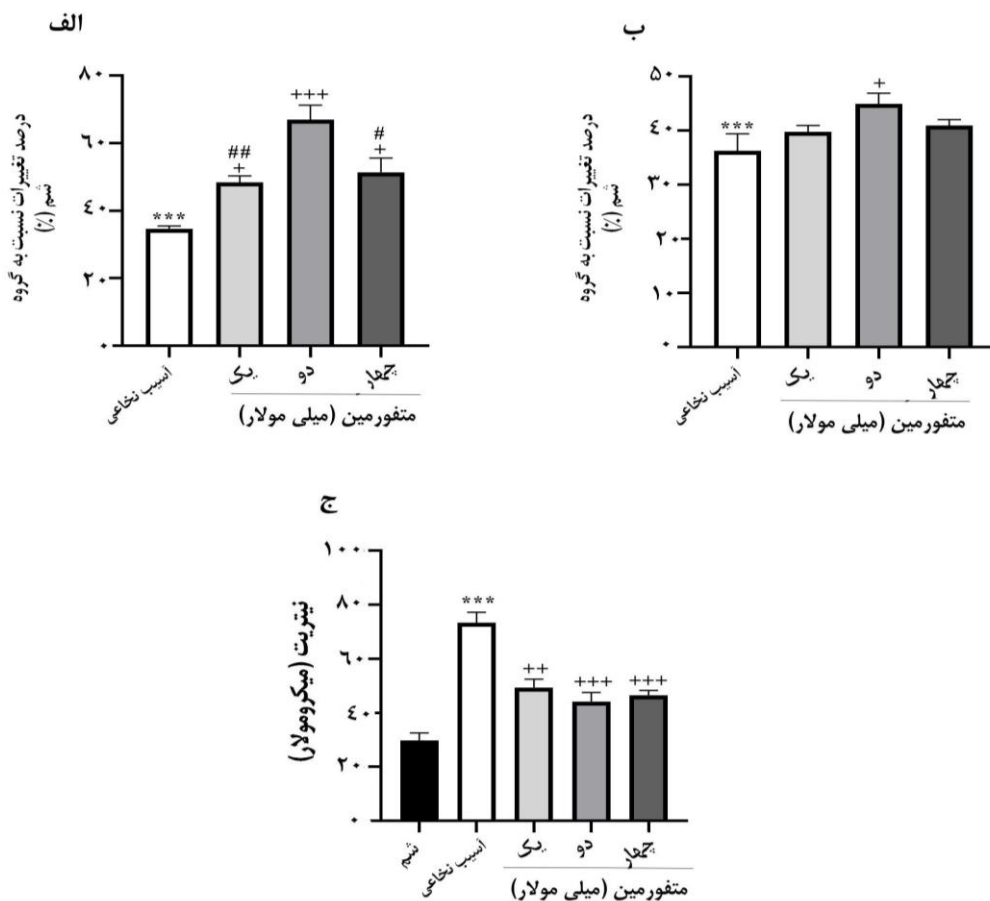 الف
۸۰
۶۰
۴۰
۲۰
۰
درصد تغییرات نسبت به گروه
شم (٪)
***
##
+
+++
#
+
آسیب نخاعی
یک
دو
چهار
متفورمین (میلی مولار)
ب
۵۰
۴۰
۳۰
۲۰
۱۰
۰
درصد تغییرات نسبت به گروه
شم (٪)
***
+
آسیب نخاعی
یک
دو
چهار
متفورمین (میلی مولار)
ج
۱۰۰
۸۰
۶۰
۴۰
۲۰
۰
نیتریت (میکرومولار)
***
++
+++
+++
شم
آسیب نخاعی
یک
دو
چهار
متفورمین (میلی مولار)